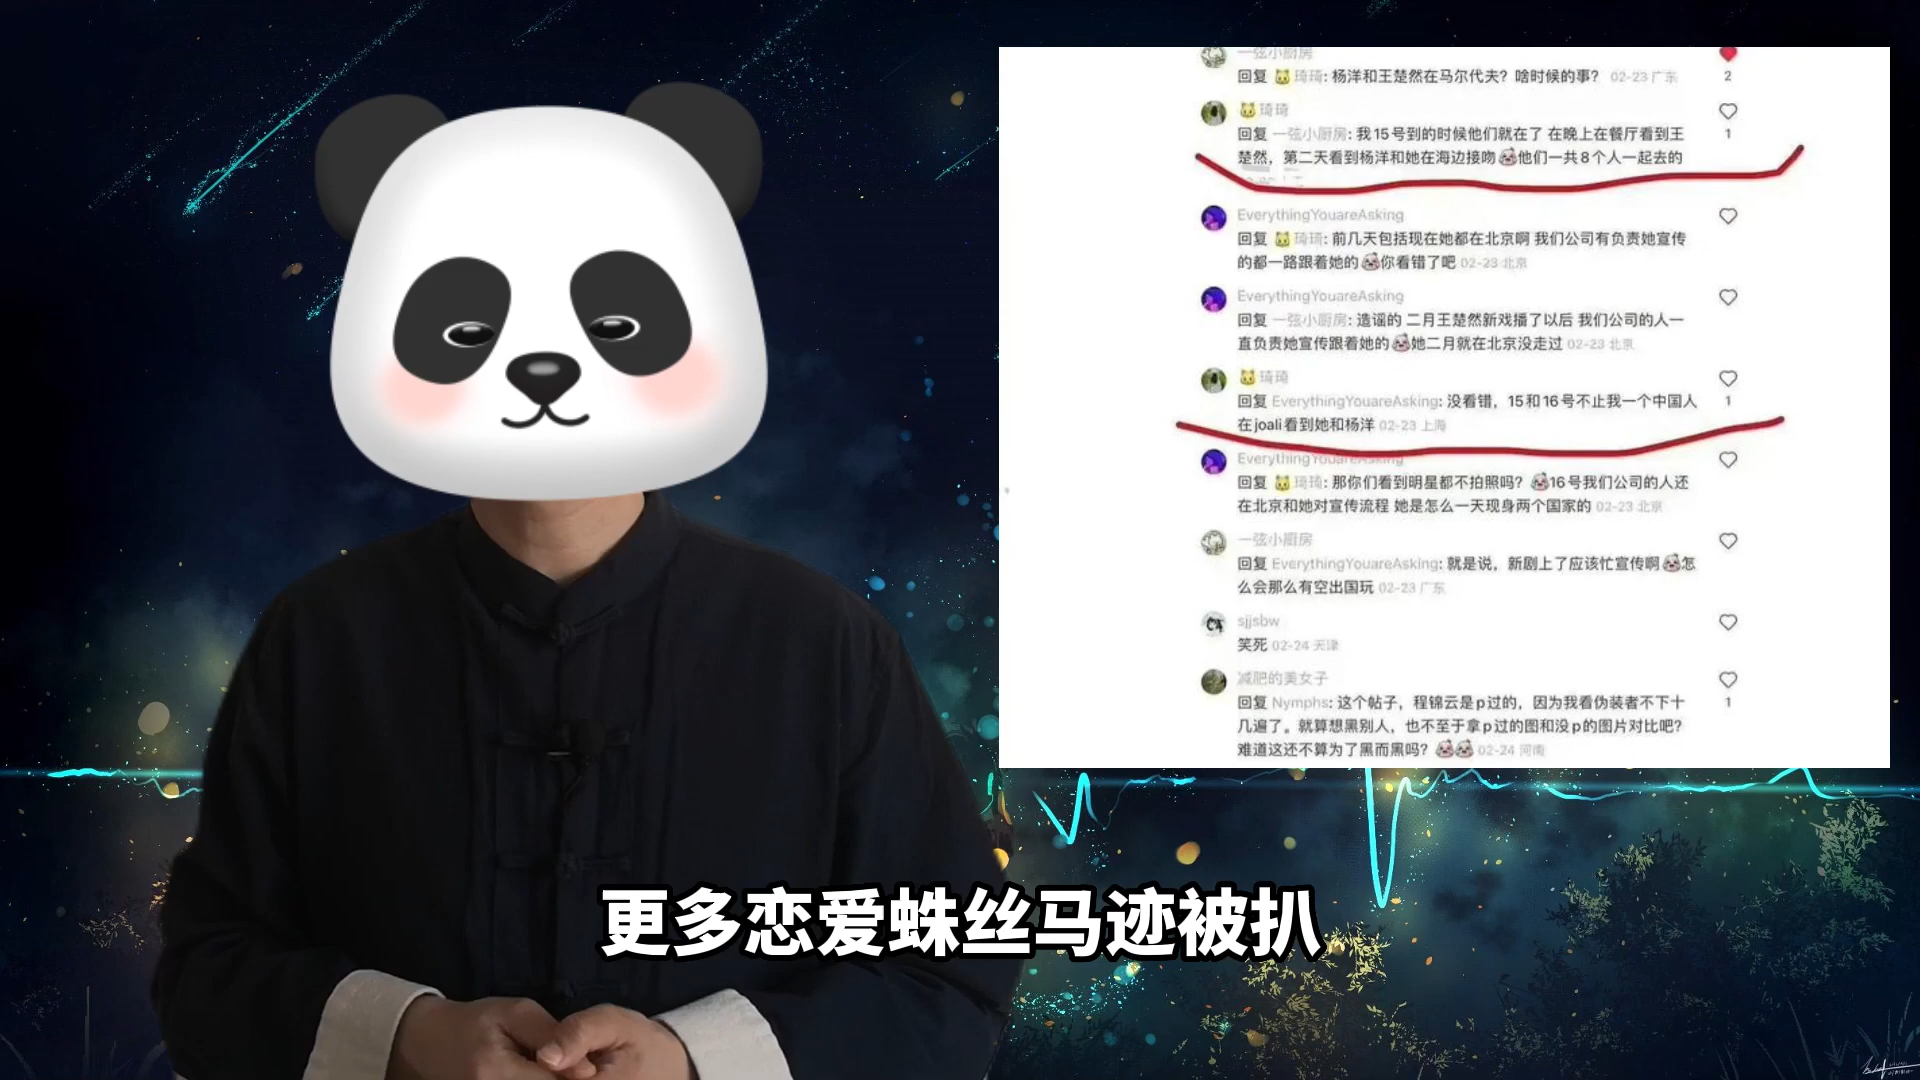 一弦小厨房
回复 琦琦: 杨洋和王楚然在马尔代夫？啥时候的事？ 02-23 广东
2
琦琦
回复 一弦小厨房: 我15号到的时候他们就在了 在晚上在餐厅看到王
楚然，第二天看到杨洋和她在海边接吻 他们一共8个人一起去的
1
EverythingYouareAsking
回复 琦琦: 前几天包括现在她都在北京啊 我们公司有负责她宣传
的都一路跟着她的 你看错了吧 02-23 北京
EverythingYouareAsking
回复 一弦小厨房: 造谣的 二月王楚然新戏播了以后 我们公司的人一
直负责她宣传跟着她的 她二月就在北京没走过 02-23 北京
琦琦
回复 EverythingYouareAsking: 没看错，15和16号不止我一个中国人
在joali看到她和杨洋 02-23 上海
1
EverythingYouareAsking
回复 琦琦: 那你们看到明星都不拍照吗？ 16号我们公司的人还
在北京和她对宣传流程 她是怎么一天现身两个国家的 02-23 北京
一弦小厨房
回复 EverythingYouareAsking: 就是说，新剧上了应该忙宣传啊 怎
么会那么有空出国玩 02-23 广东
sjjsbw
笑死 02-24 天津
减肥的美女子
回复 Nymphs: 这个帖子，程锦云是p过的，因为我看伪装者不下十
几遍了。就算想黑别人，也不至于拿p过的图和没p的图片对比吧？
难道这还不算为了黑而黑吗？ 02-24 河南
1
更多恋爱蛛丝马迹被扒